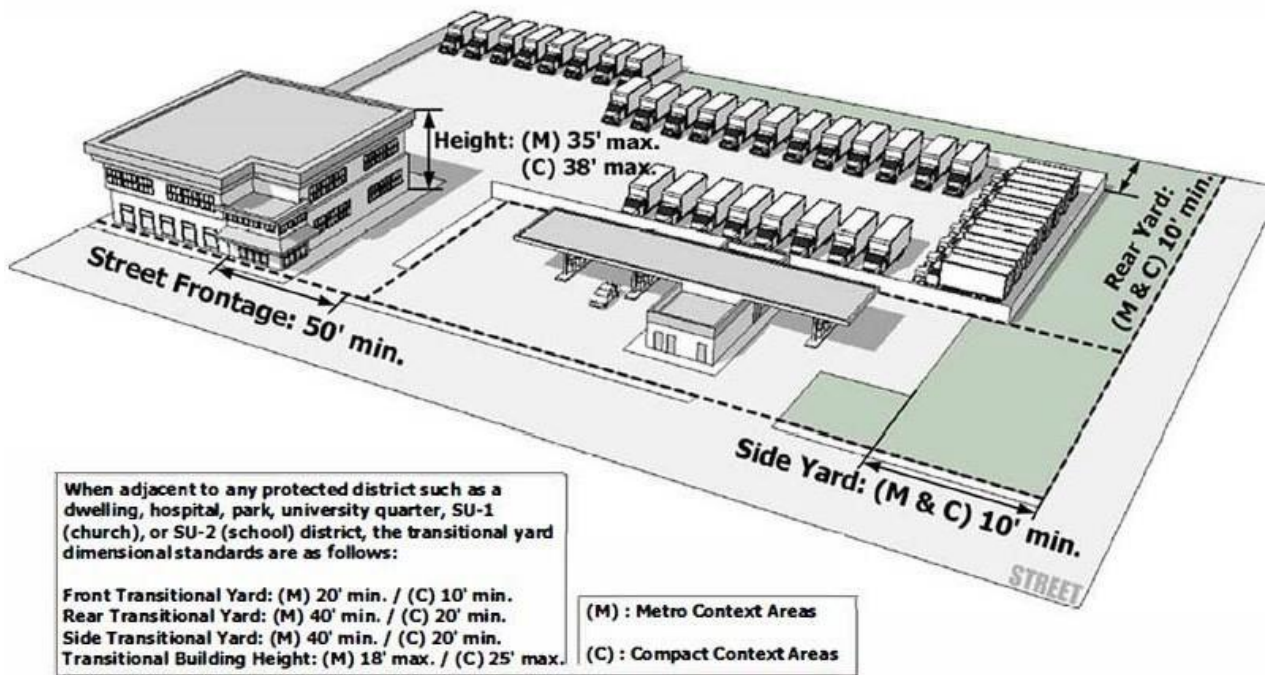 Height: (M) 35' max.
(C) 38' max.
Street Frontage: 50' min.
Rear Yard:
(M & C) 10' min.
Side Yard: (M & C) 10' min.
STREET
When adjacent to any protected district such as a
dwelling, hospital, park, university quarter, SU-1
(church), or SU-2 (school) district, the transitional yard
dimensional standards are as follows:
Front Transitional Yard: (M) 20' min. / (C) 10' min.
Rear Transitional Yard: (M) 40' min. / (C) 20' min.
Side Transitional Yard: (M) 40' min. / (C) 20' min.
Transitional Building Height: (M) 18' max. / (C) 25' max.
(M) : Metro Context Areas
(C) : Compact Context Areas